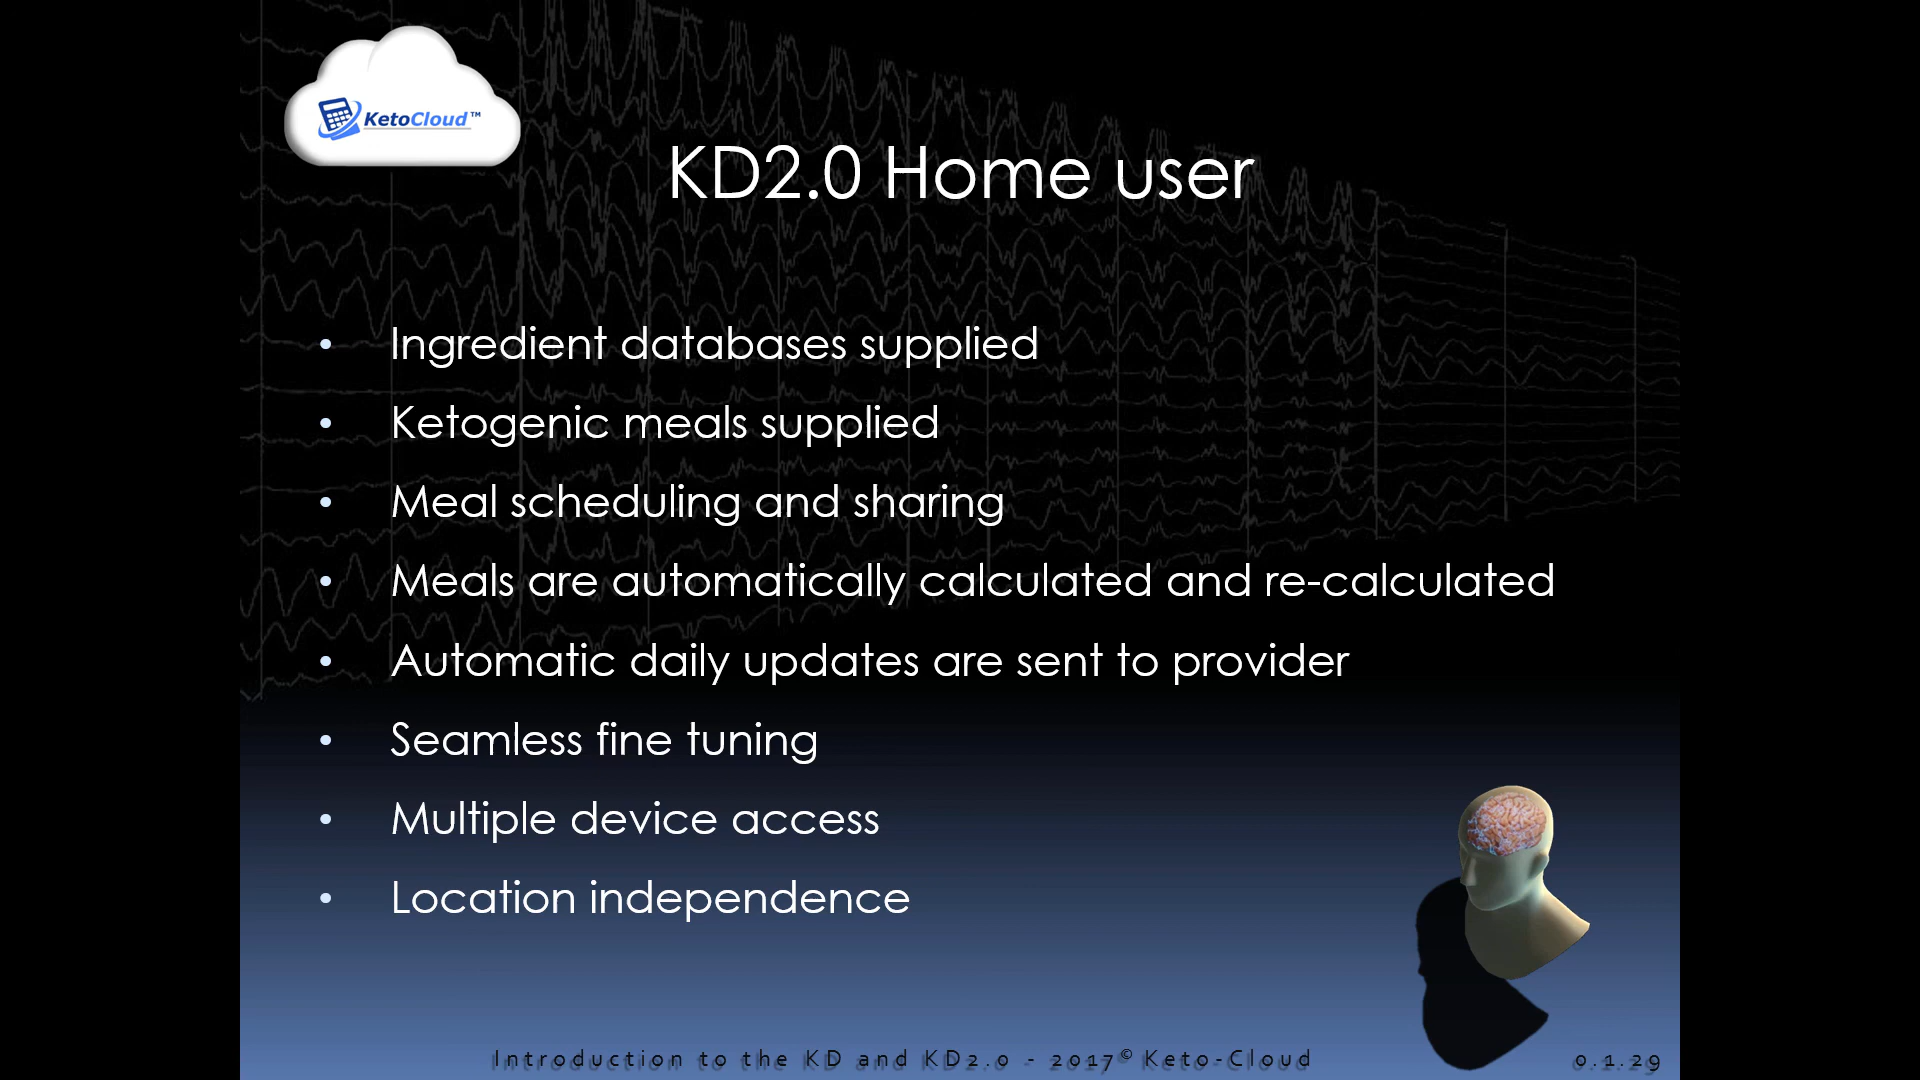 KetoCloud™
KD2.0 Home user
• Ingredient databases supplied
• Ketogenic meals supplied
• Meal scheduling and sharing
• Meals are automatically calculated and re-calculated
• Automatic daily updates are sent to provider
• Seamless fine tuning
• Multiple device access
• Location independence
Introduction to the KD and KD2.0 - 2017© Keto-Cloud
0.1.29